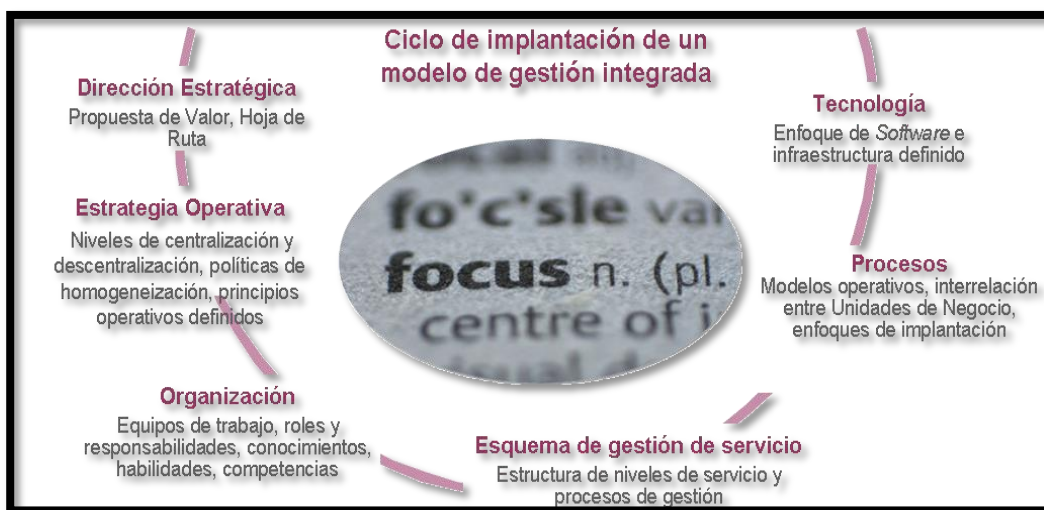 Ciclo de implantación de un
modelo de gestión integrada
Dirección Estratégica
Propuesta de Valor, Hoja de
Ruta
Estrategia Operativa
Niveles de centralización y
descentralización, políticas de
homogeneización, principios
operativos definidos
Organización
Equipos de trabajo, roles y
responsabilidades, conocimientos,
habilidades, competencias
Esquema de gestión de servicio
Estructura de niveles de servicio y
procesos de gestión
Procesos
Modelos operativos, interrelación
entre Unidades de Negocio,
enfoques de implantación
Tecnología
Enfoque de Software e
infraestructura definido
fo'c'sle
focus n. (pl.
centre of